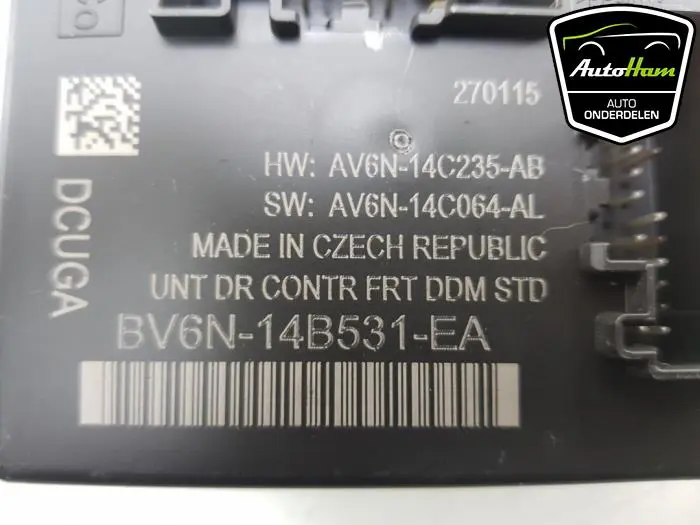 Co
AutoHam
AUTO
ONDERDELEN
270115
HW: AV6N-14C235-AB
SW: AV6N-14C064-AL
MADE IN CZECH REPUBLIC
UNT DR CONTR FRT DDM STD
BV6N-14B531-EA
DCUGA